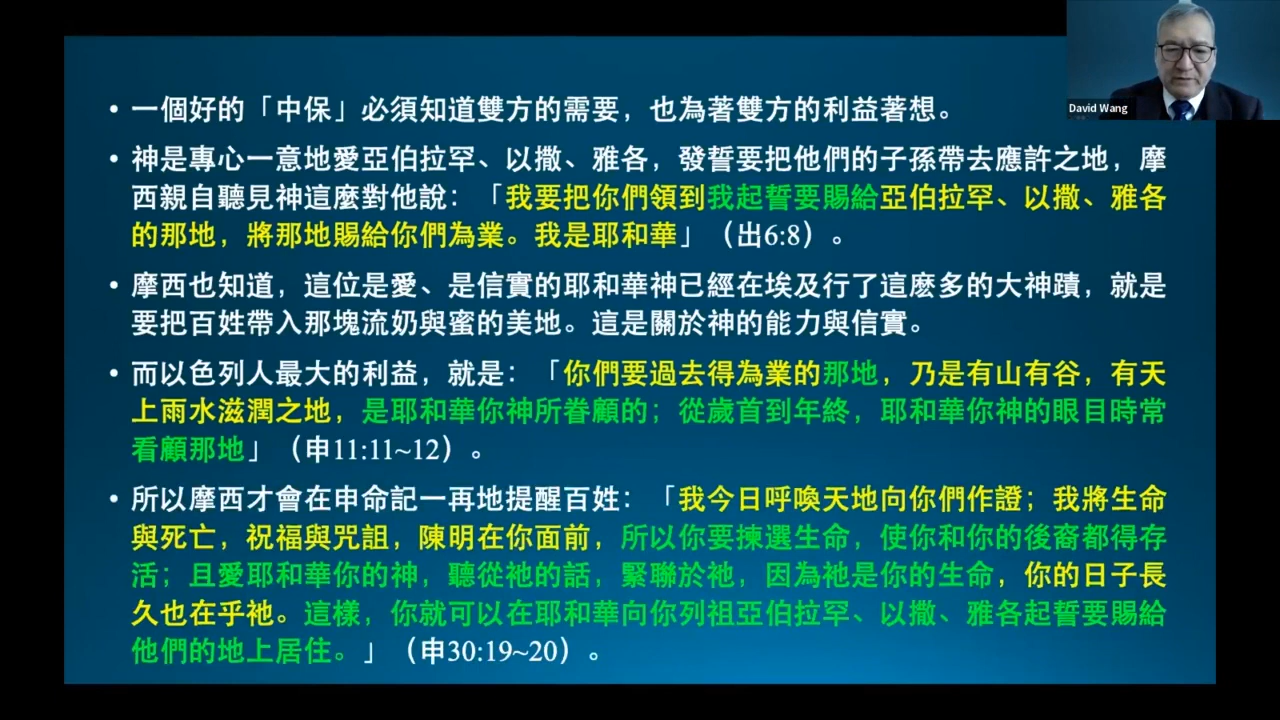 • 一個好的「中保」必須知道雙方的需要，也為著雙方的利益著想。
• 神是專心一意地愛亞伯拉罕、以撒、雅各，發誓要把他們的子孫帶去應許之地，摩
西親自聽見神這麼對他說：「我要把你們領到我起誓要賜給亞伯拉罕、以撒、雅各
的那地，將那地賜給你們為業。我是耶和華」（出6:8）。
• 摩西也知道，這位是愛、是信實的耶和華神已經在埃及行了這麼多的大神蹟，就是
要把百姓帶入那塊流奶與蜜的美地。這是關於神的能力與信實。
• 而以色列人最大的利益，就是：「你們要過去得為業的那地，乃是有山有谷，有天
上雨水滋潤之地，是耶和華你神所眷顧的；從歲首到年終，耶和華你神的眼目時常
看顧那地」（申11:11~12）。
• 所以摩西才會在申命記一再地提醒百姓：「我今日呼喚天地向你們作證；我將生命
與死亡，祝福與咒詛，陳明在你面前，所以你要揀選生命，使你和你的後裔都得存
活；且愛耶和華你的神，聽從祂的話，緊聯於祂，因為祂是你的生命，你的日子長
久也在乎祂。這樣，你就可以在耶和華向你列祖亞伯拉罕、以撒、雅各起誓要賜給
他們的地上居住。」（申30:19~20）。
David Wang